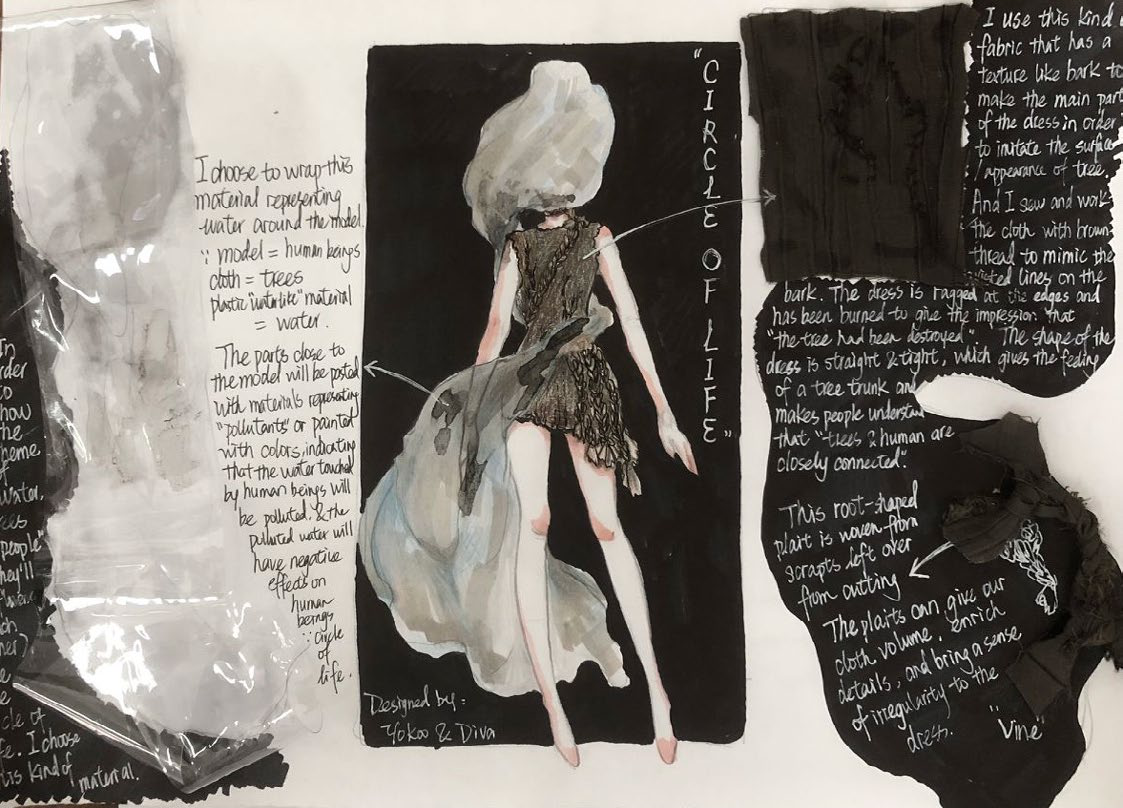 In
order
to
show
the
theme
of
water,
trees
people"
they'll
circle of
life. I choose
this kind of
material.
I choose to wrap this
material representing
water around the model.
∵ model = human beings
cloth = trees
plastic "waterlike" material
= water.
The parts close to
the model will be posted
with materials representing
"pollutants" or painted
with colors, indicating
that the water touched
by human beings will
be polluted. & the
polluted water will
have negative
effects on
human
beings
∵ circle
of
life.
"CIRCLE OF LIFE"
Designed by:
Yokoo & Diva
I use this kind
fabric that has a
texture like bark to
make the main part
of the dress in order
to imitate the surface
/appearance of tree.
And I sew and work
the cloth with brown
thread to mimic the
twisted lines on the
bark. The dress is ragged at the edges and
has been burned to give the impression that
"the tree had been destroyed". The shape of the
dress is straight & tight, which gives the feeling
of a tree trunk and
makes people understand
that "trees & human are
closely connected".
This root-shaped
plait is woven from
scrapts left over
from cutting
The plaits can give our
cloth volume, enrich
details, and bring a sense
of irregularity to the
dress.
"Vine"